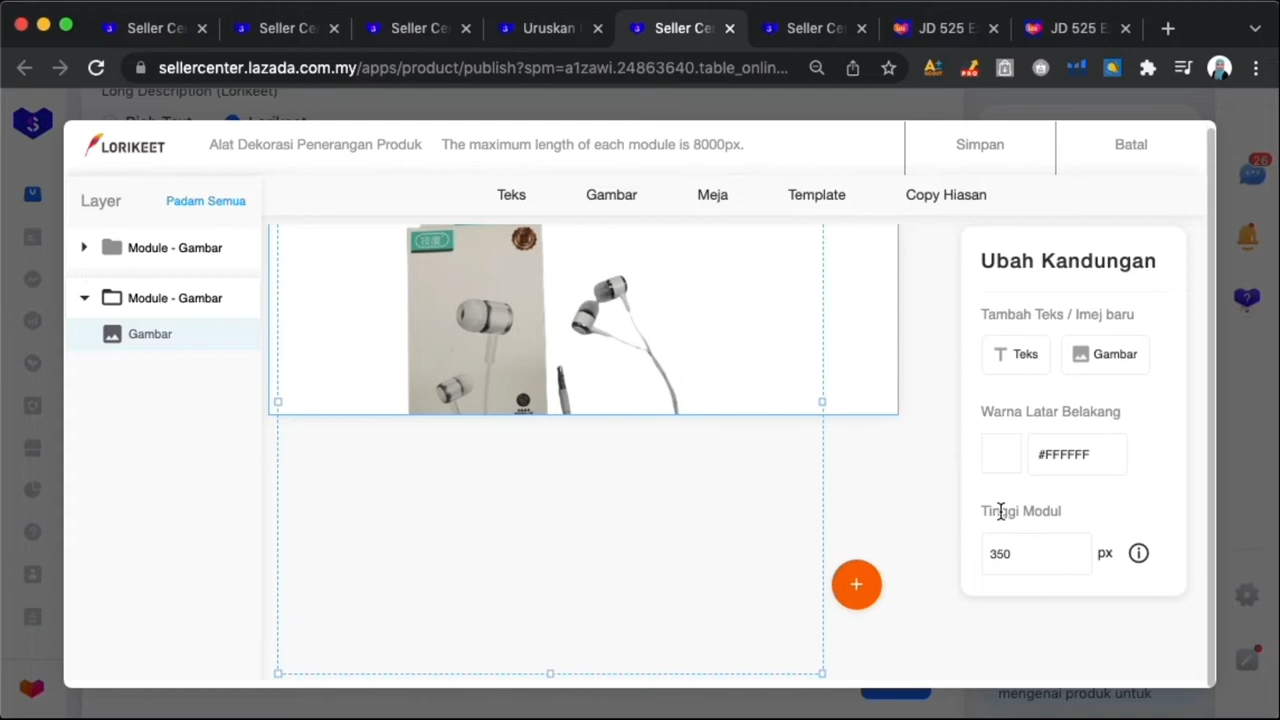 Seller Ce
Seller Ce
Seller Ce
Uruskan
Seller Ce
Seller Ce
JD 525 E
JD 525 E
sellercenter.lazada.com.my/apps/product/publish?spm=a1zawi.24863640.table_onlin...
Long Description (Lorikeet)
LORIKEET
Alat Dekorasi Penerangan Produk
The maximum length of each module is 8000px.
Simpan
Batal
26
Layer
Padam Semua
Teks
Gambar
Meja
Template
Copy Hiasan
Module - Gambar
Module - Gambar
Gambar
Ubah Kandungan
Tambah Teks / Imej baru
Teks
Gambar
Warna Latar Belakang
#FFFFFF
Tinggi Modul
350
px
mengenai produk untuk